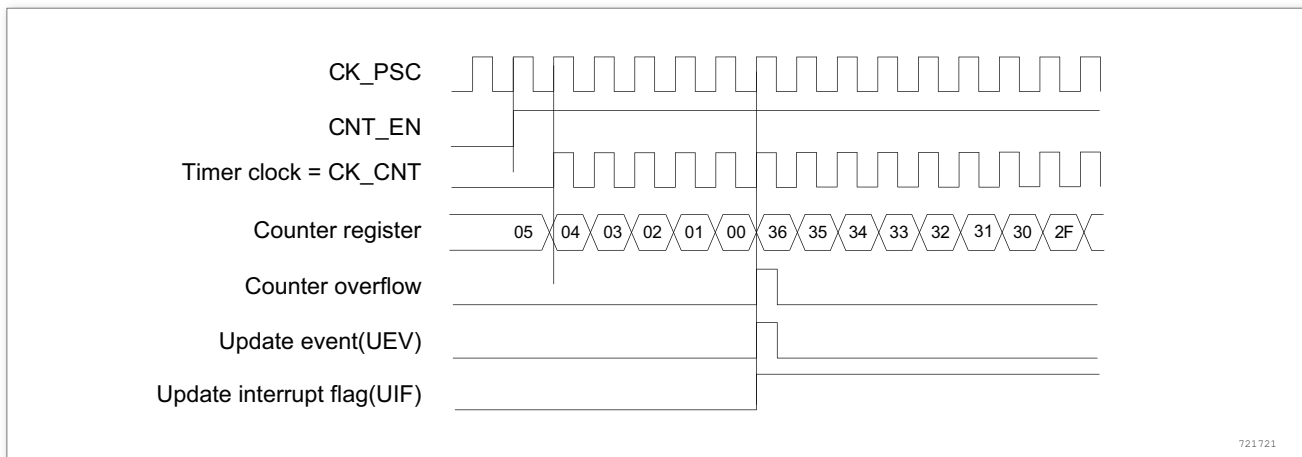 CK_PSC
CNT_EN
Timer clock = CK_CNT
Counter register 05 04 03 02 01 00 36 35 34 33 32 31 30 2F
Counter overflow
Update event(UEV)
Update interrupt flag(UIF)
721721